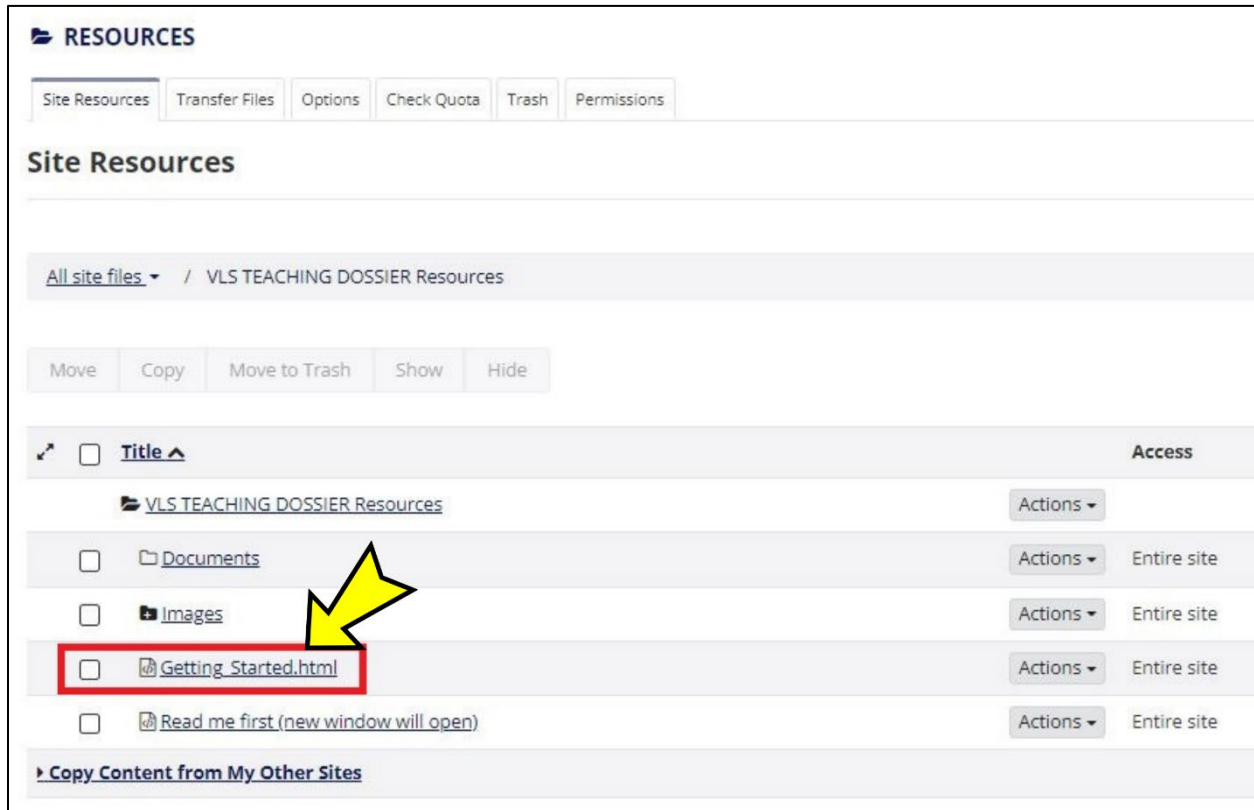 RESOURCES
Site Resources Transfer Files Options Check Quota Trash Permissions
Site Resources
All site files / VLS TEACHING DOSSIER Resources
Move Copy Move to Trash Show Hide
Title Access
VLS TEACHING DOSSIER Resources Actions
Documents Actions Entire site
Images Actions Entire site
Getting_Started.html Actions Entire site
Read me first (new window will open) Actions Entire site
Copy Content from My Other Sites